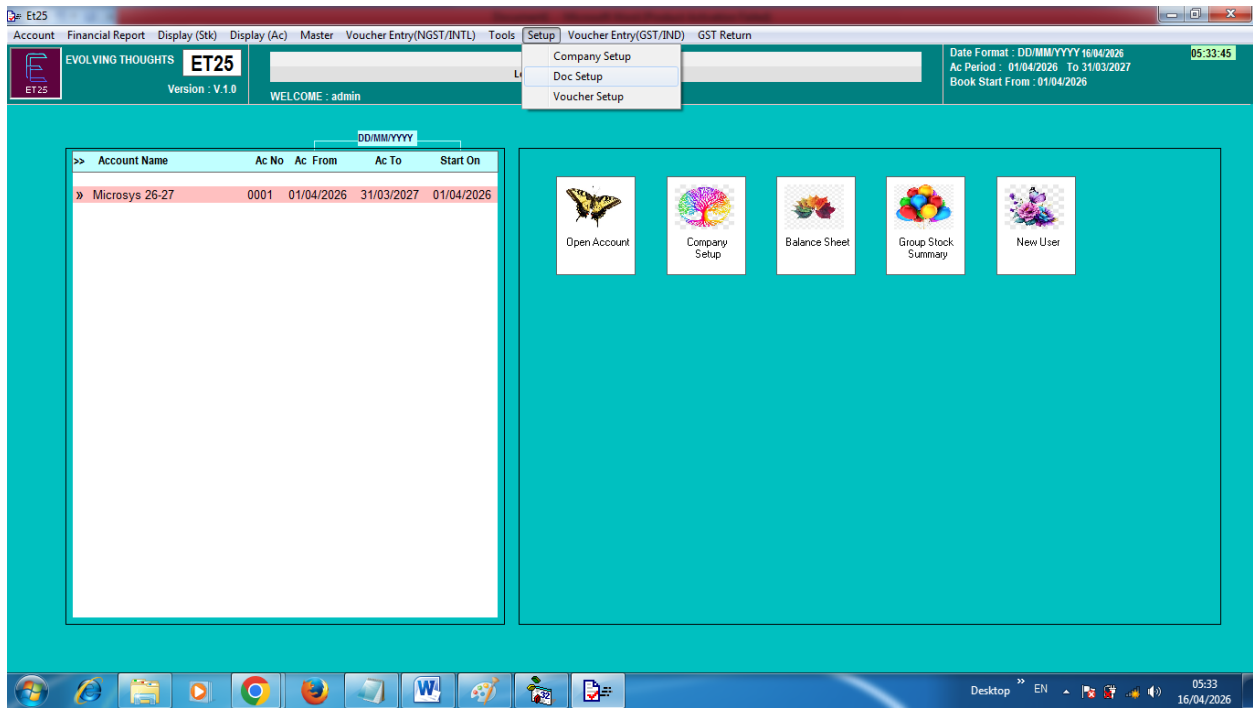 Et25
Account Financial Report Display (Stk) Display (Ac) Master Voucher Entry(NGST/INTL) Tools Setup Voucher Entry(GST/IND) GST Return
Company Setup
Doc Setup
Voucher Setup
ET25
EVOLVING THOUGHTS ET25
Version : V.1.0
WELCOME : admin
Date Format : DD/MM/YYYY 16/04/2026
Ac Period : 01/04/2026 To 31/03/2027
Book Start From : 01/04/2026
05:33:45
DD/MM/YYYY
>> Account Name Ac No Ac From Ac To Start On
» Microsys 26-27 0001 01/04/2026 31/03/2027 01/04/2026
Open Account
Company Setup
Balance Sheet
Group Stock Summary
New User
Desktop » EN
05:33
16/04/2026